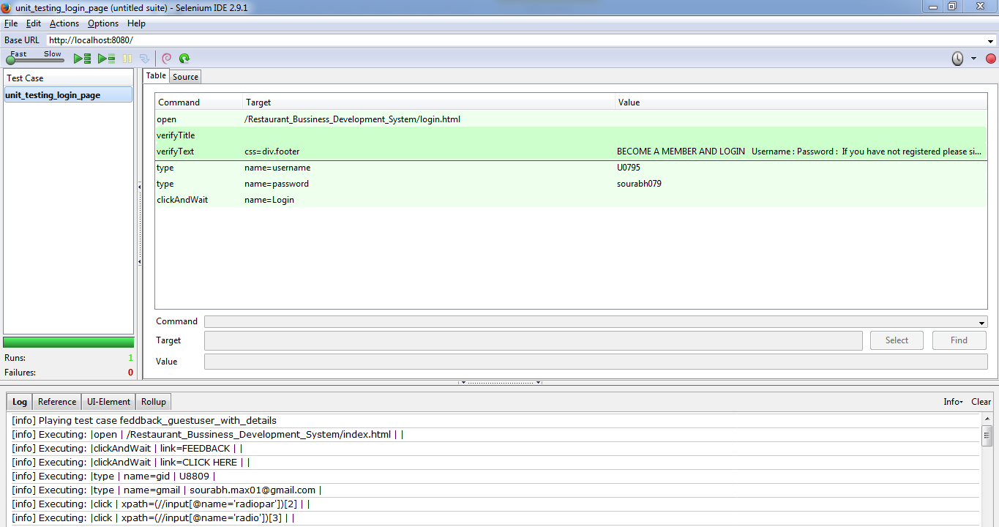 unit_testing_login_page (untitled suite) - Selenium IDE 2.9.1
File Edit Actions Options Help
Base URL http://localhost:8080/
Fast Slow
Test Case
unit_testing_login_page
Table Source
Command Target Value
open /Restaurant_Bussiness_Development_System/login.html
verifyTitle
verifyText css=div.footer BECOME A MEMBER AND LOGIN Username : Password : If you have not registered please si...
type name=username U0795
type name=password sourabh079
clickAndWait name=Login
Command
Target Select Find
Value
Runs: 1
Failures: 0
Log Reference UI-Element Rollup Info Clear
[info] Playing test case feddback_guestuser_with_details
[info] Executing: |open | /Restaurant_Bussiness_Development_System/index.html | |
[info] Executing: |clickAndWait | link=FEEDBACK | |
[info] Executing: |clickAndWait | link=CLICK HERE | |
[info] Executing: |type | name=gid | U8809 |
[info] Executing: |type | name=gmail | sourabh.max01@gmail.com |
[info] Executing: |click | xpath=(//input[@name='radiopar'])[2] | |
[info] Executing: |click | xpath=(//input[@name='radio'])[3] | |